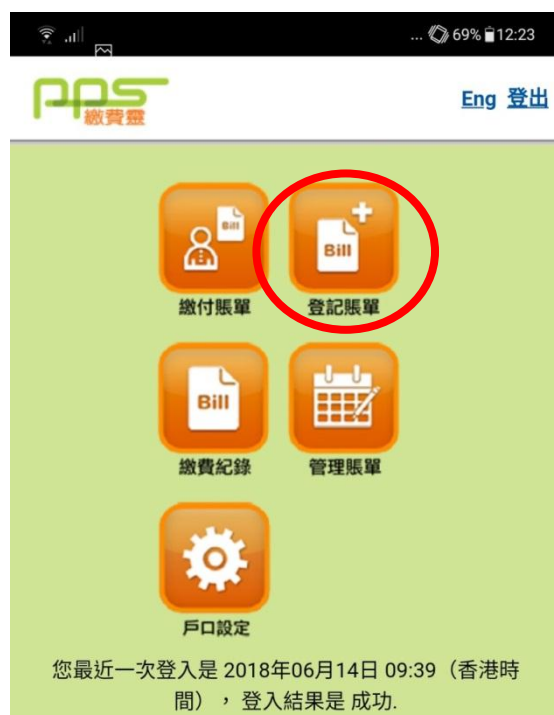 ... 69% 12:23
pps
繳費靈
Eng 登出
Bill
Bill
繳付賬單 登記賬單
Bill
繳費紀錄 管理賬單
戶口設定
您最近一次登入是 2018年06月14日 09:39（香港時
間），登入結果是 成功.